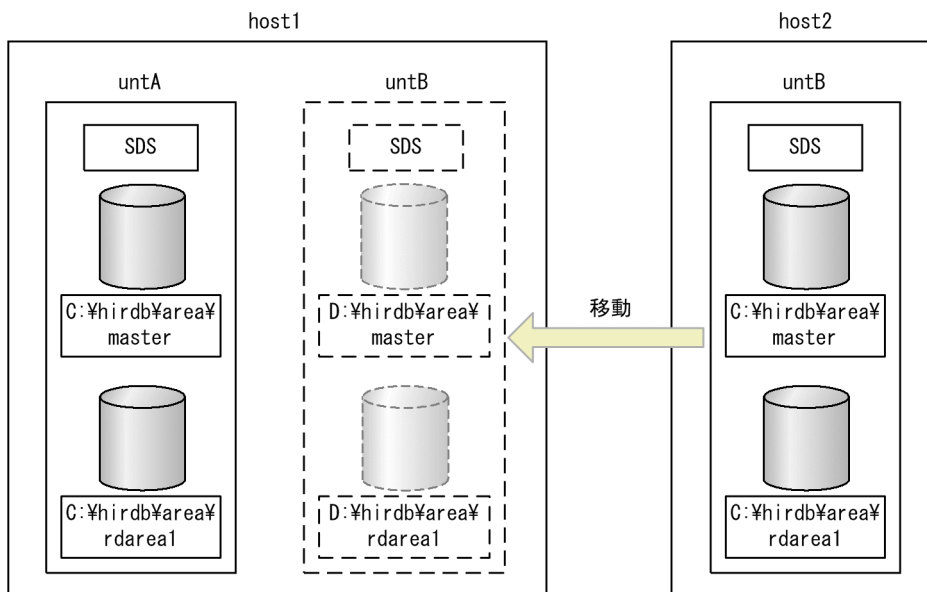 host1
host2
untA
untB
untB
SDS
SDS
SDS
C:¥hirdb¥area¥
master
D:¥hirdb¥area¥
master
移動
C:¥hirdb¥area¥
master
C:¥hirdb¥area¥
rdarea1
D:¥hirdb¥area¥
rdarea1
C:¥hirdb¥area¥
rdarea1